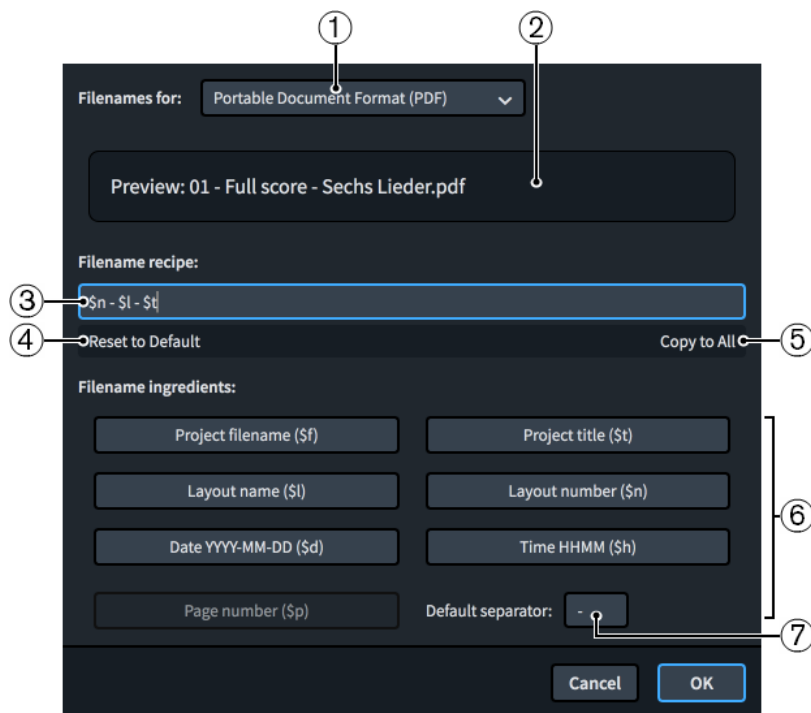 ① ②
Filenames for: Portable Document Format (PDF)
Preview: 01 - Full score - Sechs Lieder.pdf
Filename recipe:
③ $n - $l - $t
④ Reset to Default Copy to All ⑤
Filename ingredients:
Project filename ($f) Project title ($t)
Layout name ($l) Layout number ($n)
⑥
Date YYYY-MM-DD ($d) Time HHMM ($h)
Page number ($p) Default separator: -
⑦
Cancel OK